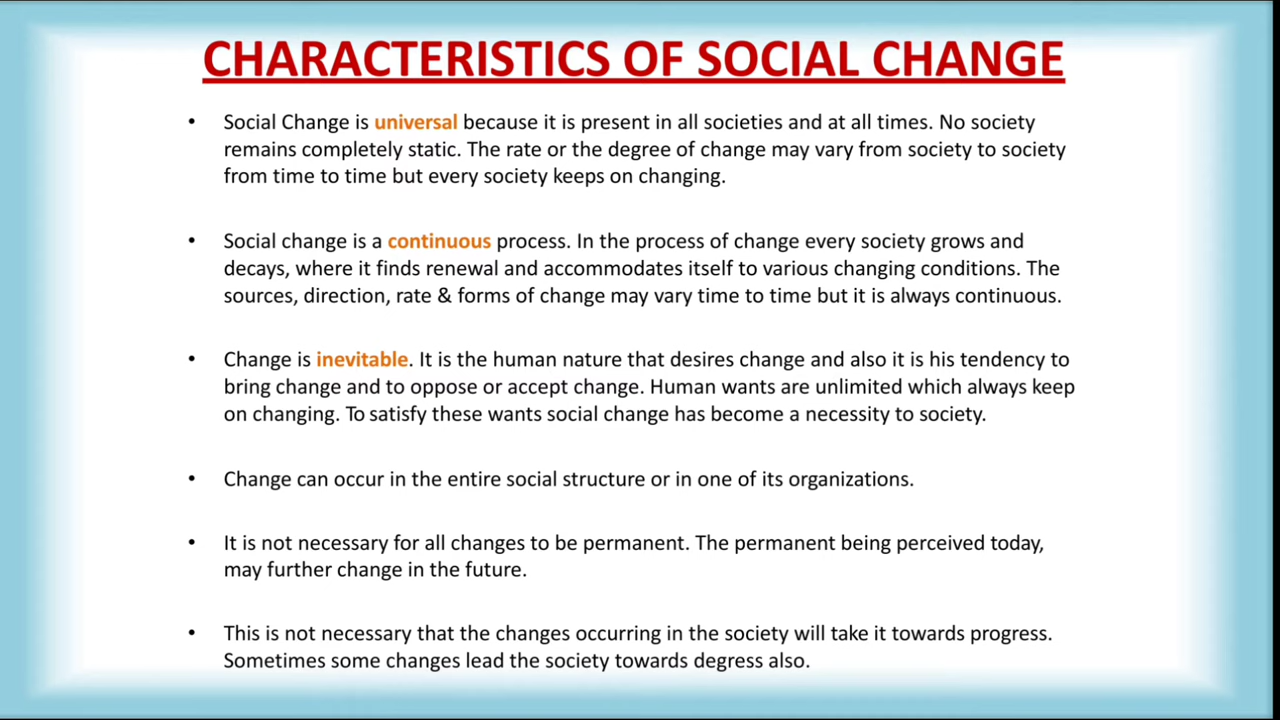 CHARACTERISTICS OF SOCIAL CHANGE
• Social Change is universal because it is present in all societies and at all times. No society
remains completely static. The rate or the degree of change may vary from society to society
from time to time but every society keeps on changing.
• Social change is a continuous process. In the process of change every society grows and
decays, where it finds renewal and accommodates itself to various changing conditions. The
sources, direction, rate & forms of change may vary time to time but it is always continuous.
• Change is inevitable. It is the human nature that desires change and also it is his tendency to
bring change and to oppose or accept change. Human wants are unlimited which always keep
on changing. To satisfy these wants social change has become a necessity to society.
• Change can occur in the entire social structure or in one of its organizations.
• It is not necessary for all changes to be permanent. The permanent being perceived today,
may further change in the future.
• This is not necessary that the changes occurring in the society will take it towards progress.
Sometimes some changes lead the society towards degress also.